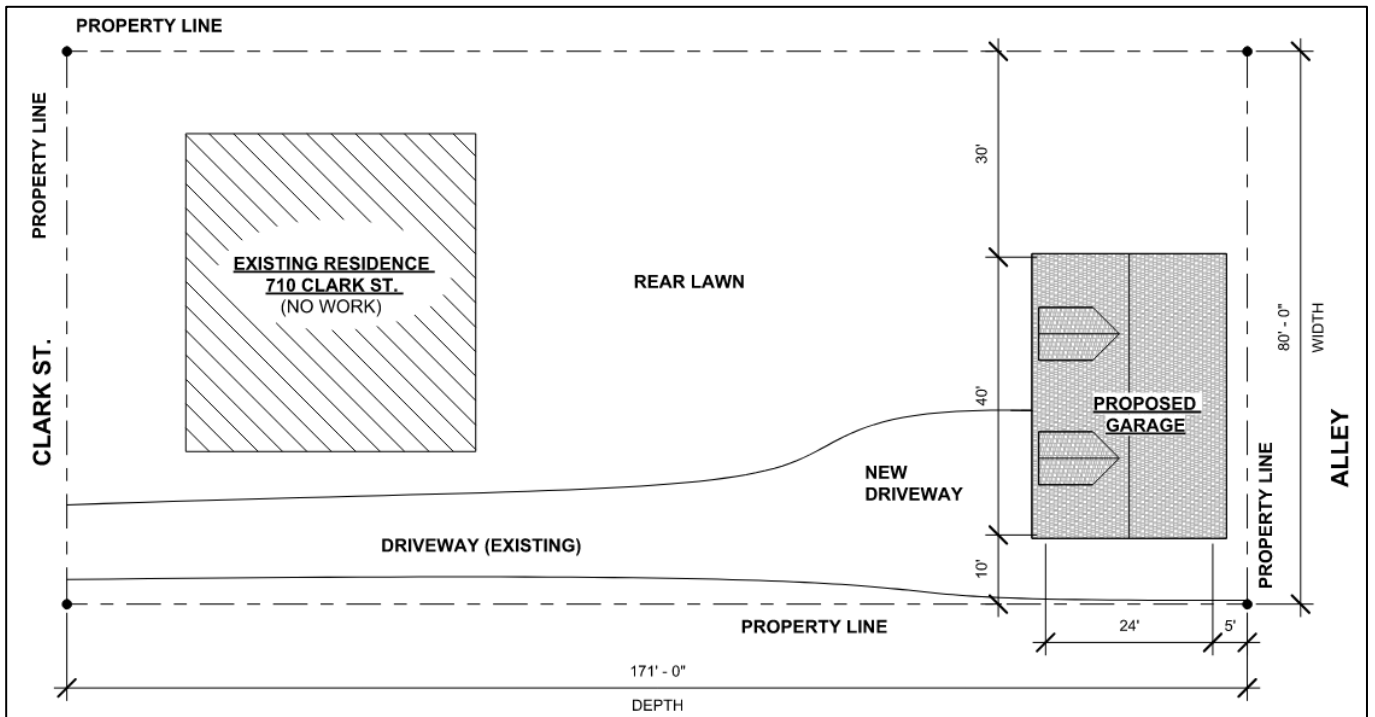 PROPERTY LINE
PROPERTY LINE
CLARK ST.
EXISTING RESIDENCE
710 CLARK ST.
(NO WORK)
REAR LAWN
30'
40'
10'
PROPOSED
GARAGE
NEW
DRIVEWAY
DRIVEWAY (EXISTING)
80' - 0"
WIDTH
ALLEY
PROPERTY LINE
PROPERTY LINE
24'
5'
171' - 0"
DEPTH